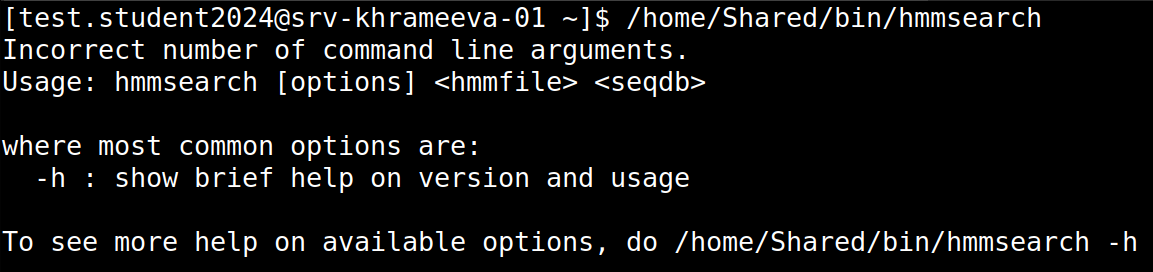 [test.student2024@srv-khrameeva-01 ~]$ /home/Shared/bin/hmmsearch
Incorrect number of command line arguments.
Usage: hmmsearch [options] <hmmfile> <seqdb>
where most common options are:
  -h : show brief help on version and usage
To see more help on available options, do /home/Shared/bin/hmmsearch -h